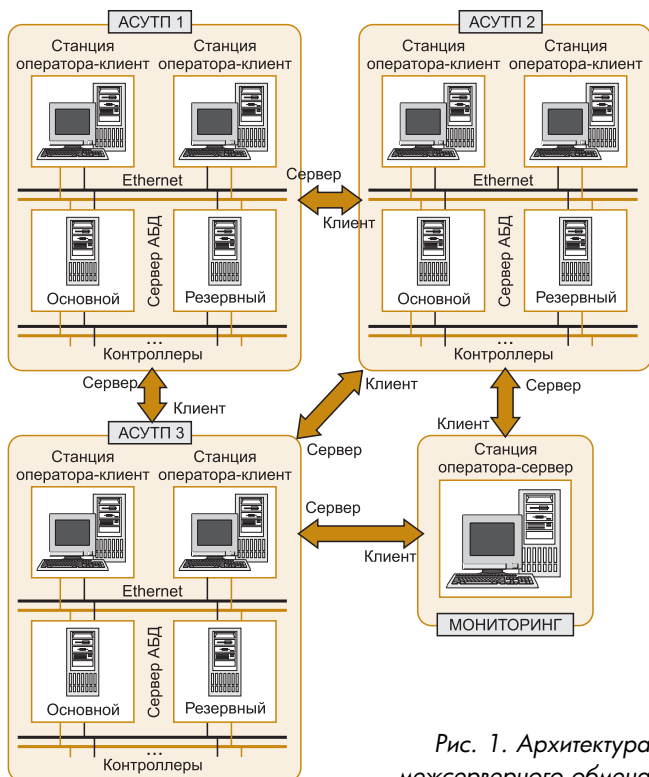 АСУТП 1
Станция
оператора-клиент
Станция
оператора-клиент
Ethernet
Основной
Сервер АБД
Резервный
...
Контроллеры
Сервер
Клиент
АСУТП 2
Станция
оператора-клиент
Станция
оператора-клиент
Ethernet
Основной
Сервер АБД
Резервный
...
Контроллеры
Сервер
Клиент
Клиент
Сервер
Сервер
Клиент
АСУТП 3
Станция
оператора-клиент
Станция
оператора-клиент
Ethernet
Основной
Сервер АБД
Резервный
...
Контроллеры
Сервер
Клиент
Станция
оператора-сервер
МОНИТОРИНГ
Рис. 1. Архитектура
межсерверного обмена